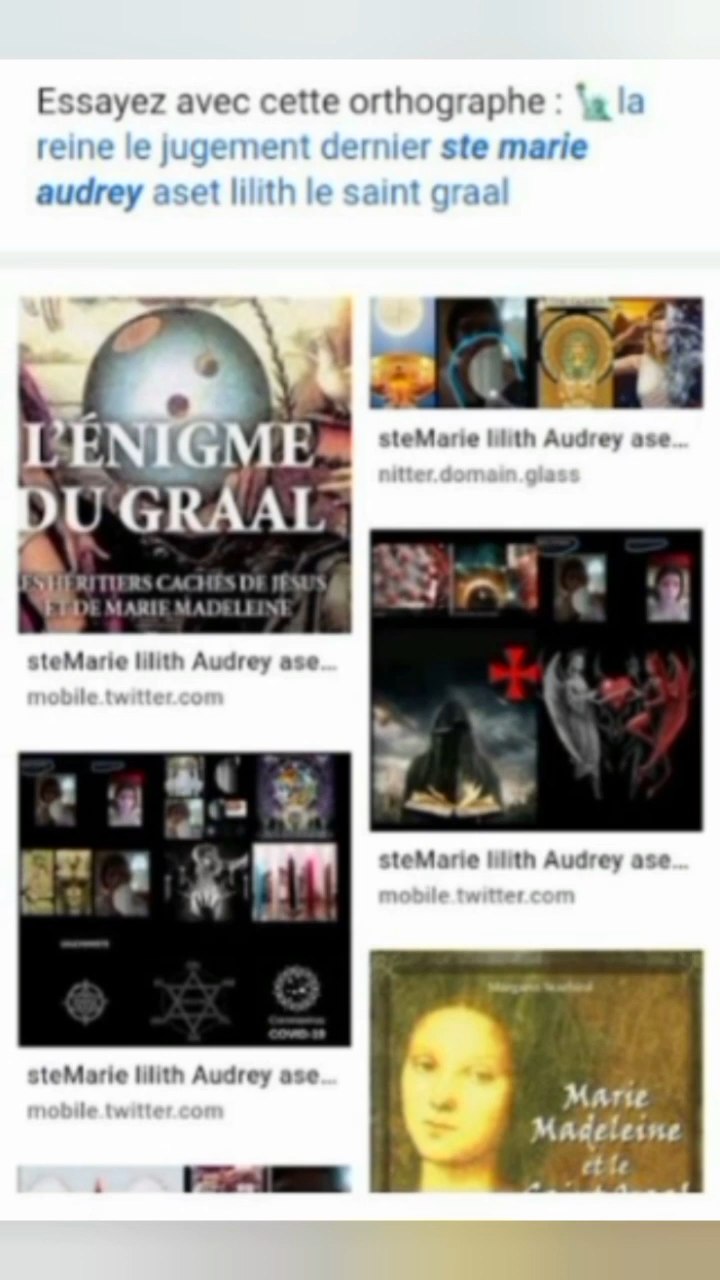 Essayez avec cette orthographe : 🗽la
reine le jugement dernier ste marie
audrey aset lilith le saint graal
L'ÉNIGME
DU GRAAL
ES HÉRITIERS CACHÉS DE JÉSUS
ET DE MARIE MADELEINE
steMarie lilith Audrey ase...
mobile.twitter.com
steMarie lilith Audrey ase...
nitter.domain.glass
steMarie lilith Audrey ase...
mobile.twitter.com
Coronavirus
COVID-19
steMarie lilith Audrey ase...
mobile.twitter.com
Marie
Madeleine
et le